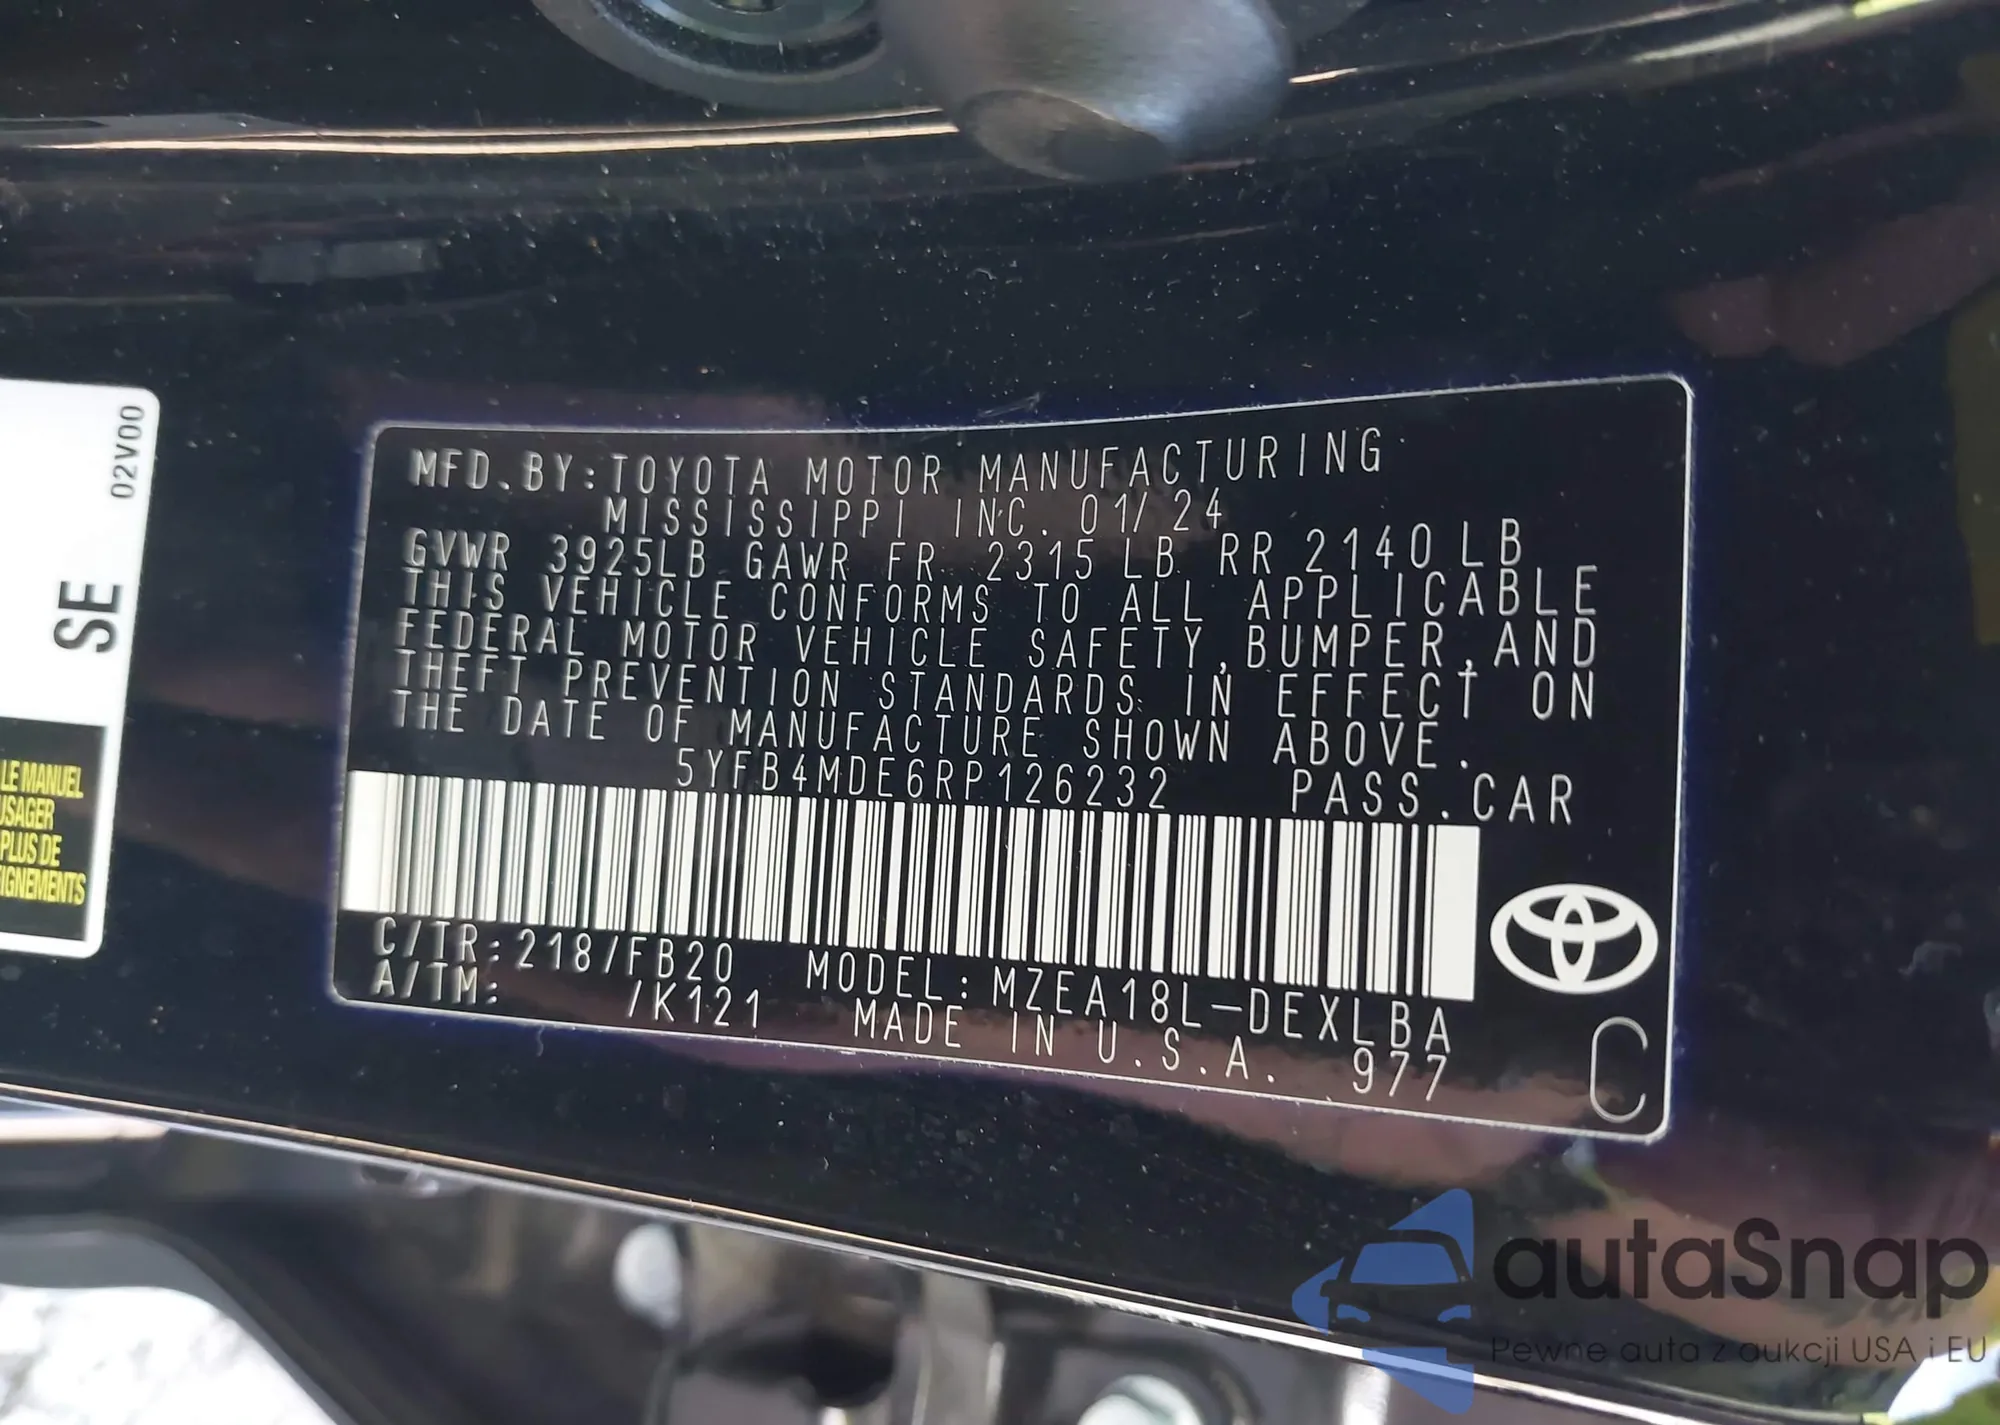 MFD.BY:TOYOTA MOTOR MANUFACTURING
MISSISSIPPI INC. 01/24
GVWR 3925LB GAWR FR 2315 LB RR 2140 LB
THIS VEHICLE CONFORMS TO ALL APPLICABLE
FEDERAL MOTOR VEHICLE SAFETY, BUMPER, AND
THEFT PREVENTION STANDARDS IN EFFECT ON
THE DATE OF MANUFACTURE SHOWN ABOVE.
5YFB4MDE6RP126232 PASS.CAR
C/TR:218/FB20 MODEL:MZEA18L-DEXLBA
A/TM: /K121 MADE IN U.S.A. 977
C
02V00
SE
LE MANUEL
USAGER
PLUS DE
IGNEMENTS
autaSnap
Pewne auta z aukcji USA i EU